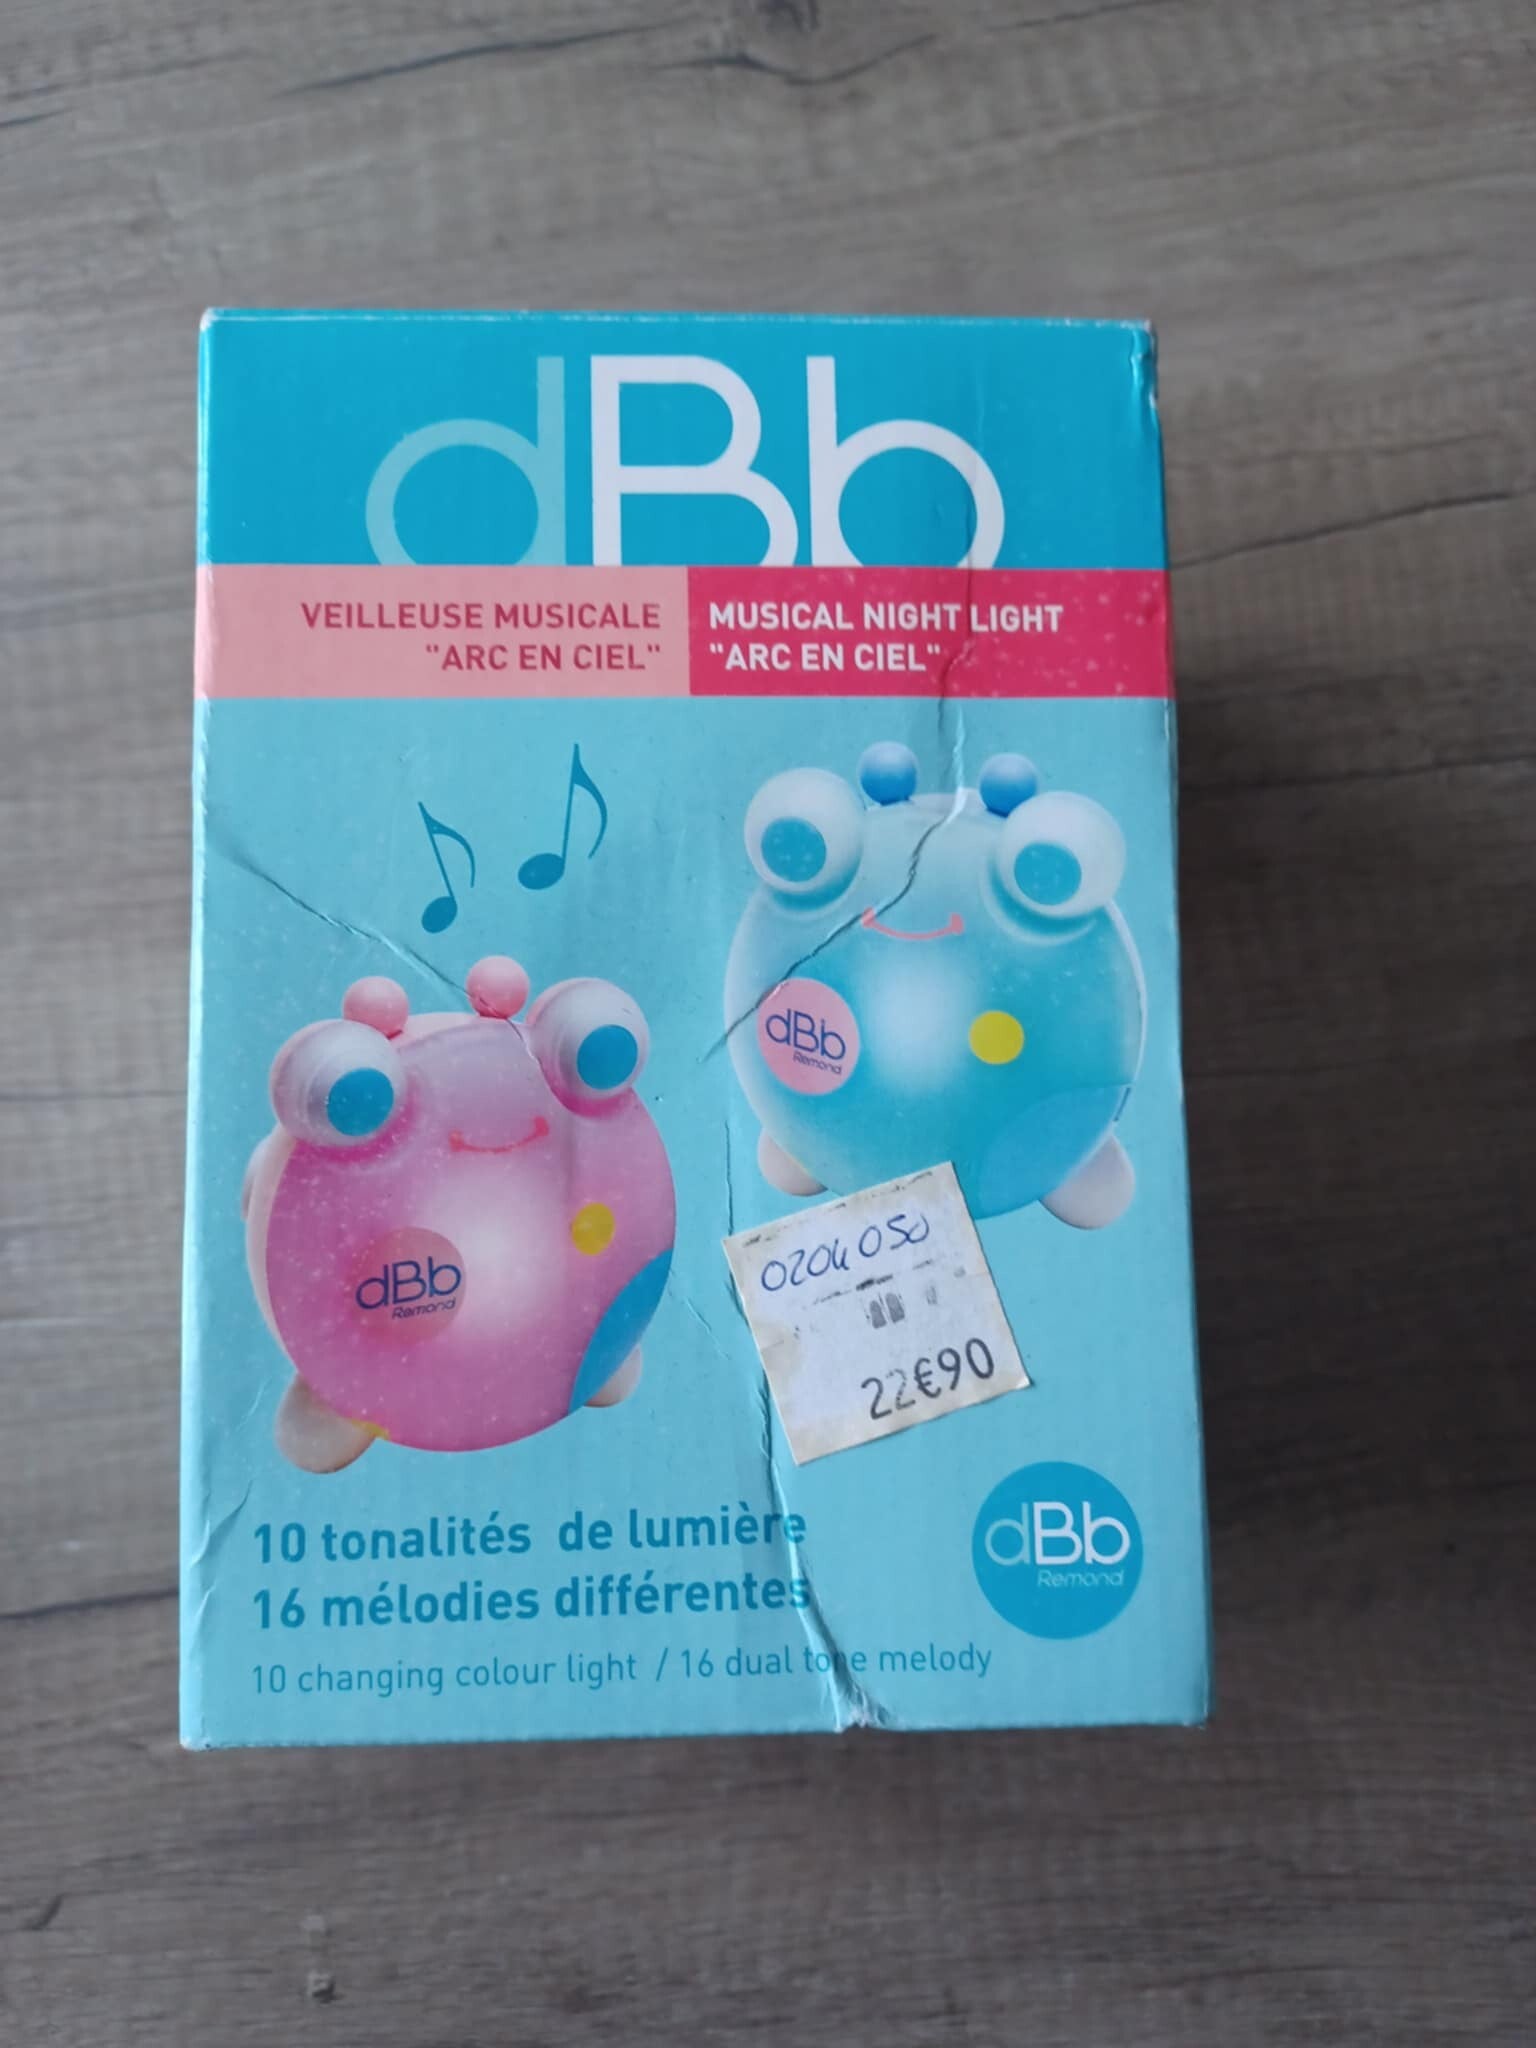 dBb
VEILLEUSE MUSICALE
"ARC EN CIEL"
MUSICAL NIGHT LIGHT
"ARC EN CIEL"
dBb
Remond
dBb
Remond
0204050
22€90
10 tonalités de lumière
16 mélodies différentes
10 changing colour light / 16 dual tone melody
dBb
Remond